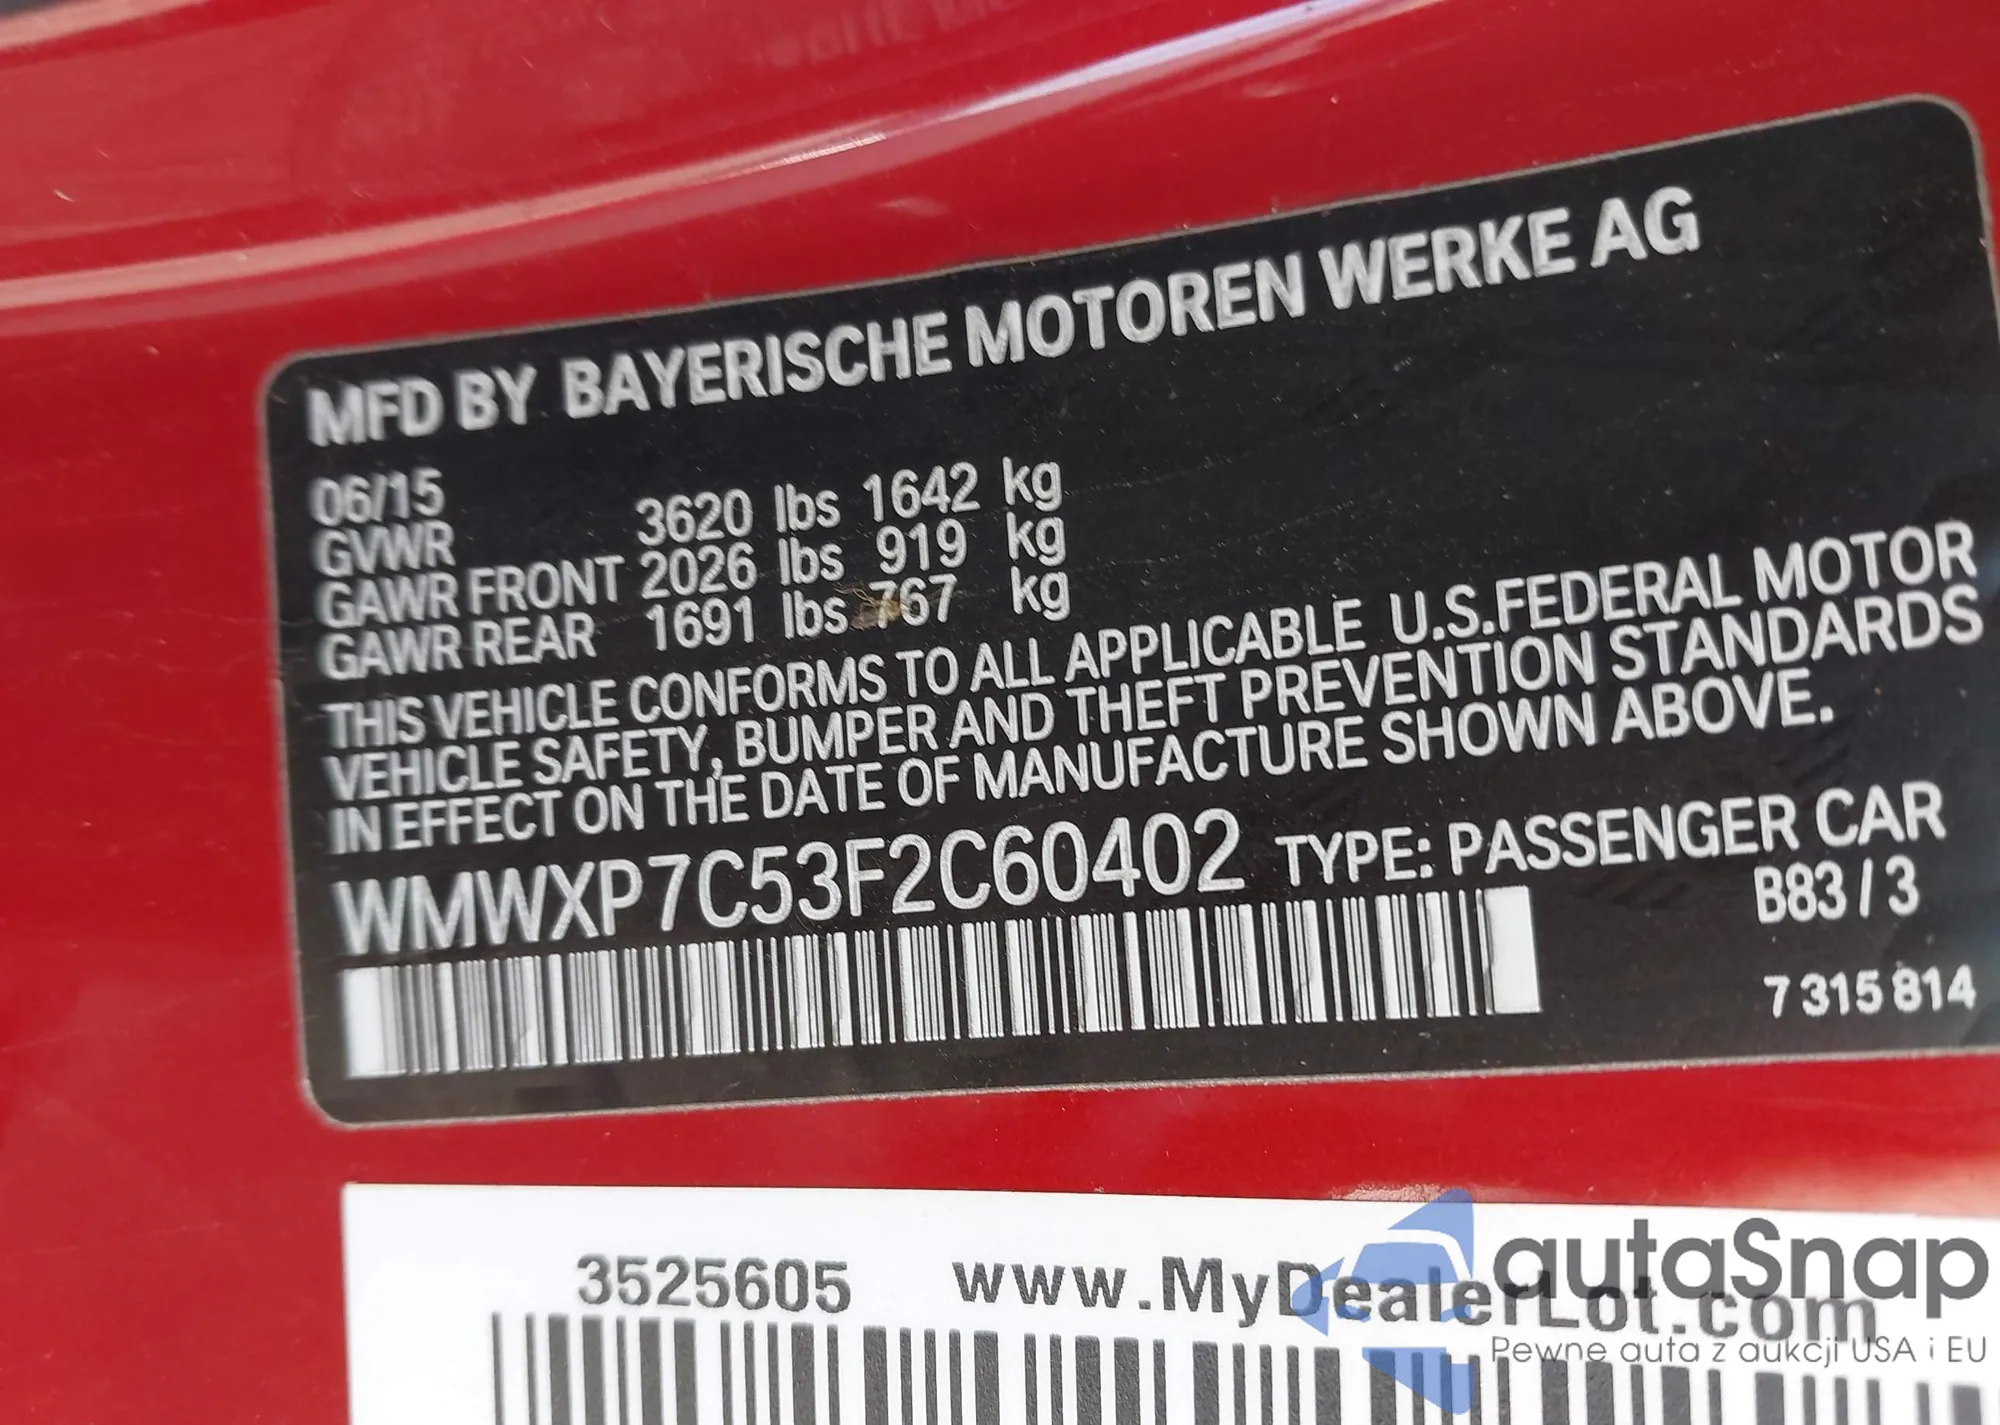 MFD BY BAYERISCHE MOTOREN WERKE AG
06/15
GVWR 3620 lbs 1642 kg
GAWR FRONT 2026 lbs 919 kg
GAWR REAR 1691 lbs 767 kg
THIS VEHICLE CONFORMS TO ALL APPLICABLE U.S.FEDERAL MOTOR
VEHICLE SAFETY, BUMPER AND THEFT PREVENTION STANDARDS
IN EFFECT ON THE DATE OF MANUFACTURE SHOWN ABOVE.
WMWXP7C53F2C60402 TYPE: PASSENGER CAR
B83 / 3
7 315 814
3525605 www.MyDealerLot.com
autaSnap
Pewne auta z aukcji USA i EU